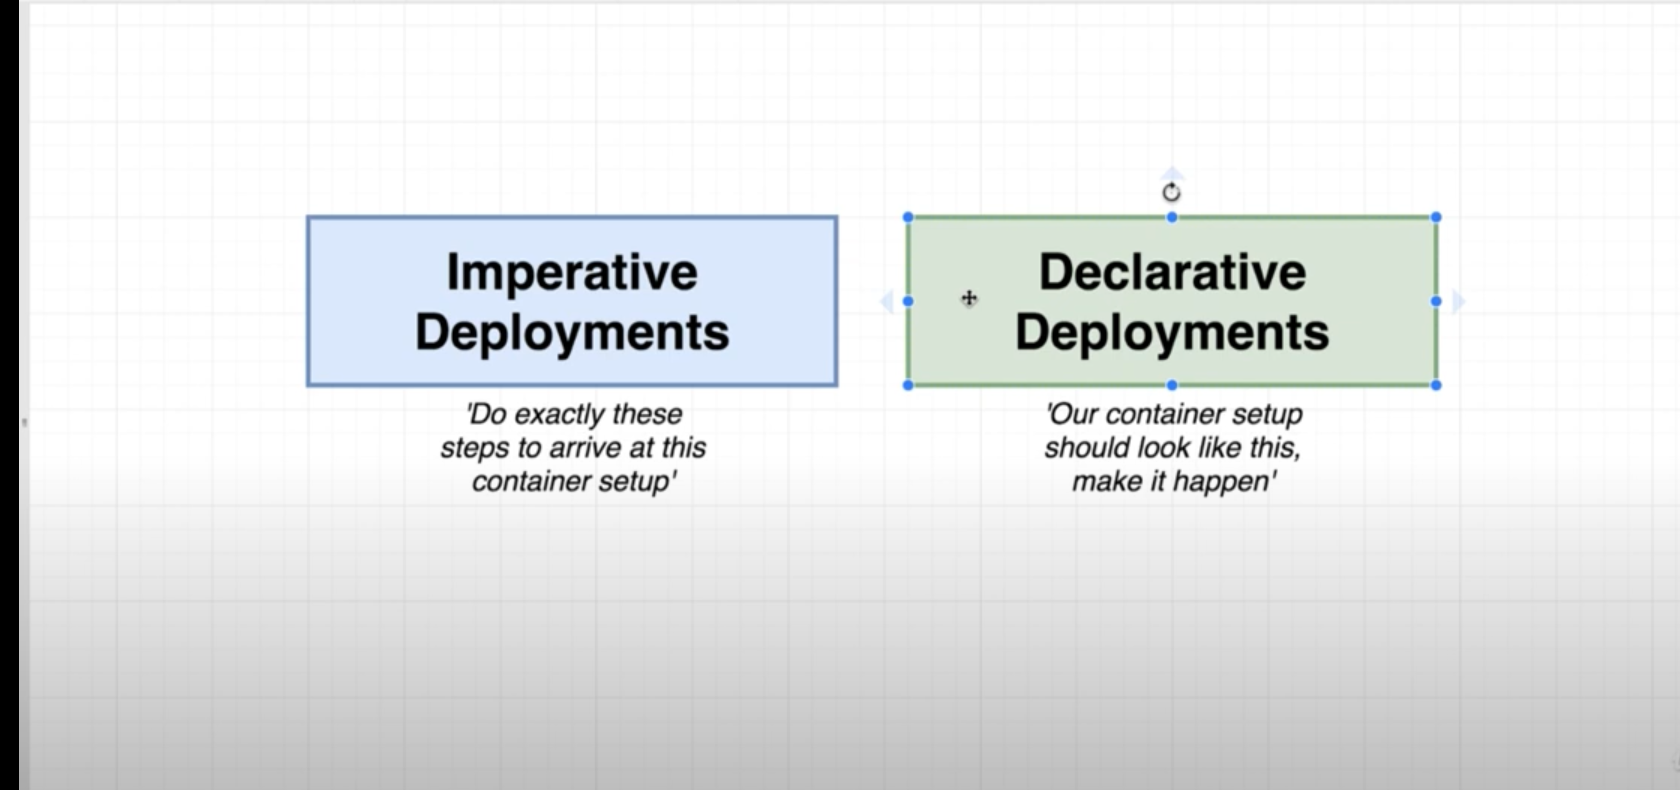 Imperative
Deployments
'Do exactly these
steps to arrive at this
container setup'
Declarative
Deployments
'Our container setup
should look like this,
make it happen'